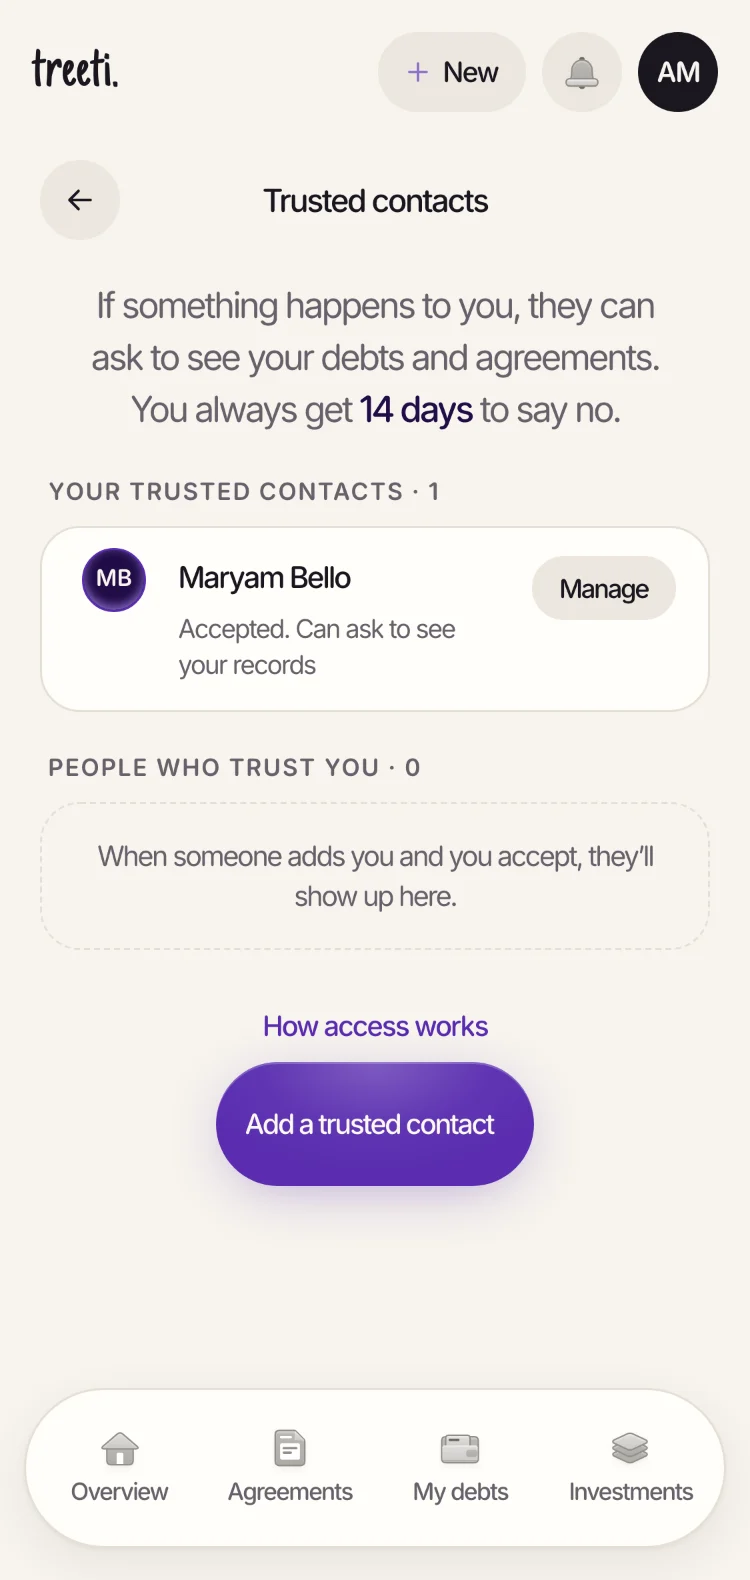 treeti.
+ New
AM
Trusted contacts
If something happens to you, they can
ask to see your debts and agreements.
You always get 14 days to say no.
YOUR TRUSTED CONTACTS · 1
MB
Maryam Bello
Manage
Accepted. Can ask to see
your records
PEOPLE WHO TRUST YOU · 0
When someone adds you and you accept, they’ll
show up here.
How access works
Add a trusted contact
Overview
Agreements
My debts
Investments